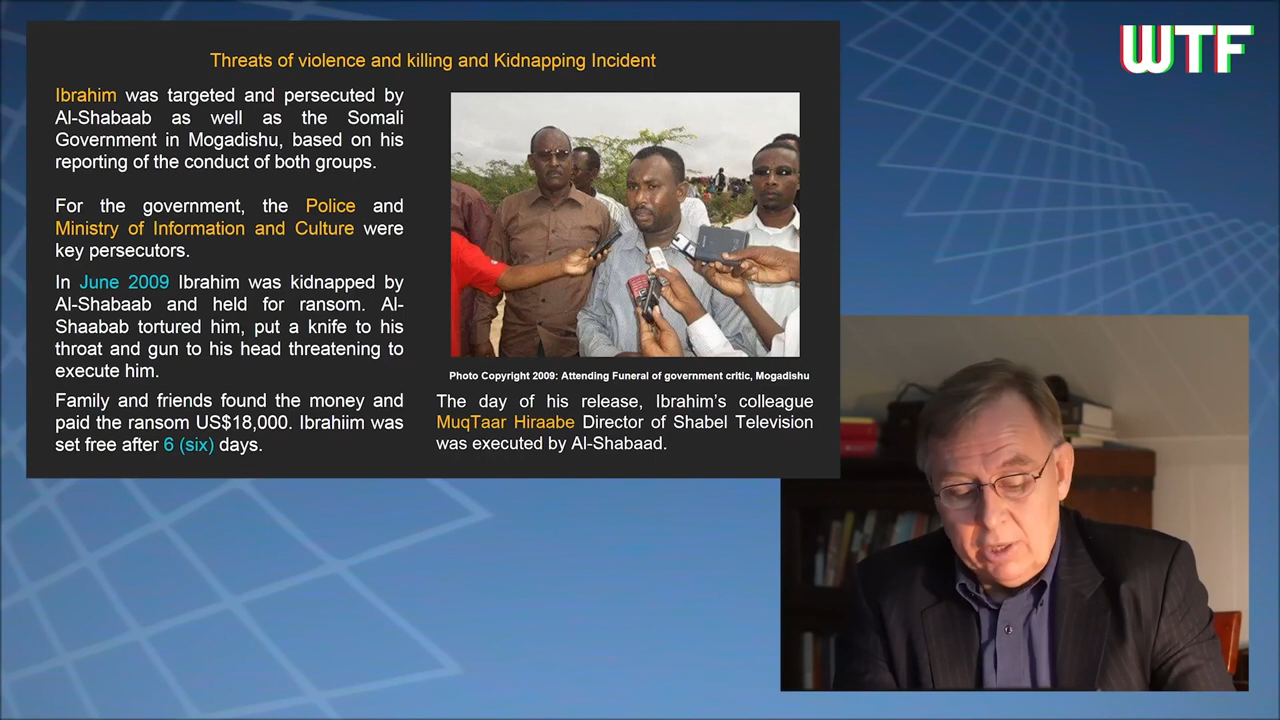 WTF
Threats of violence and killing and Kidnapping Incident
Ibrahim was targeted and persecuted by
Al-Shabaab as well as the Somali
Government in Mogadishu, based on his
reporting of the conduct of both groups.
For the government, the Police and
Ministry of Information and Culture were
key persecutors.
In June 2009 Ibrahim was kidnapped by
Al-Shabaab and held for ransom. Al-
Shaabab tortured him, put a knife to his
throat and gun to his head threatening to
execute him.
Family and friends found the money and
paid the ransom US$18,000. Ibrahiim was
set free after 6 (six) days.
Photo Copyright 2009: Attending Funeral of government critic, Mogadishu
The day of his release, Ibrahim’s colleague
MuqTaar Hiraabe Director of Shabel Television
was executed by Al-Shabaad.